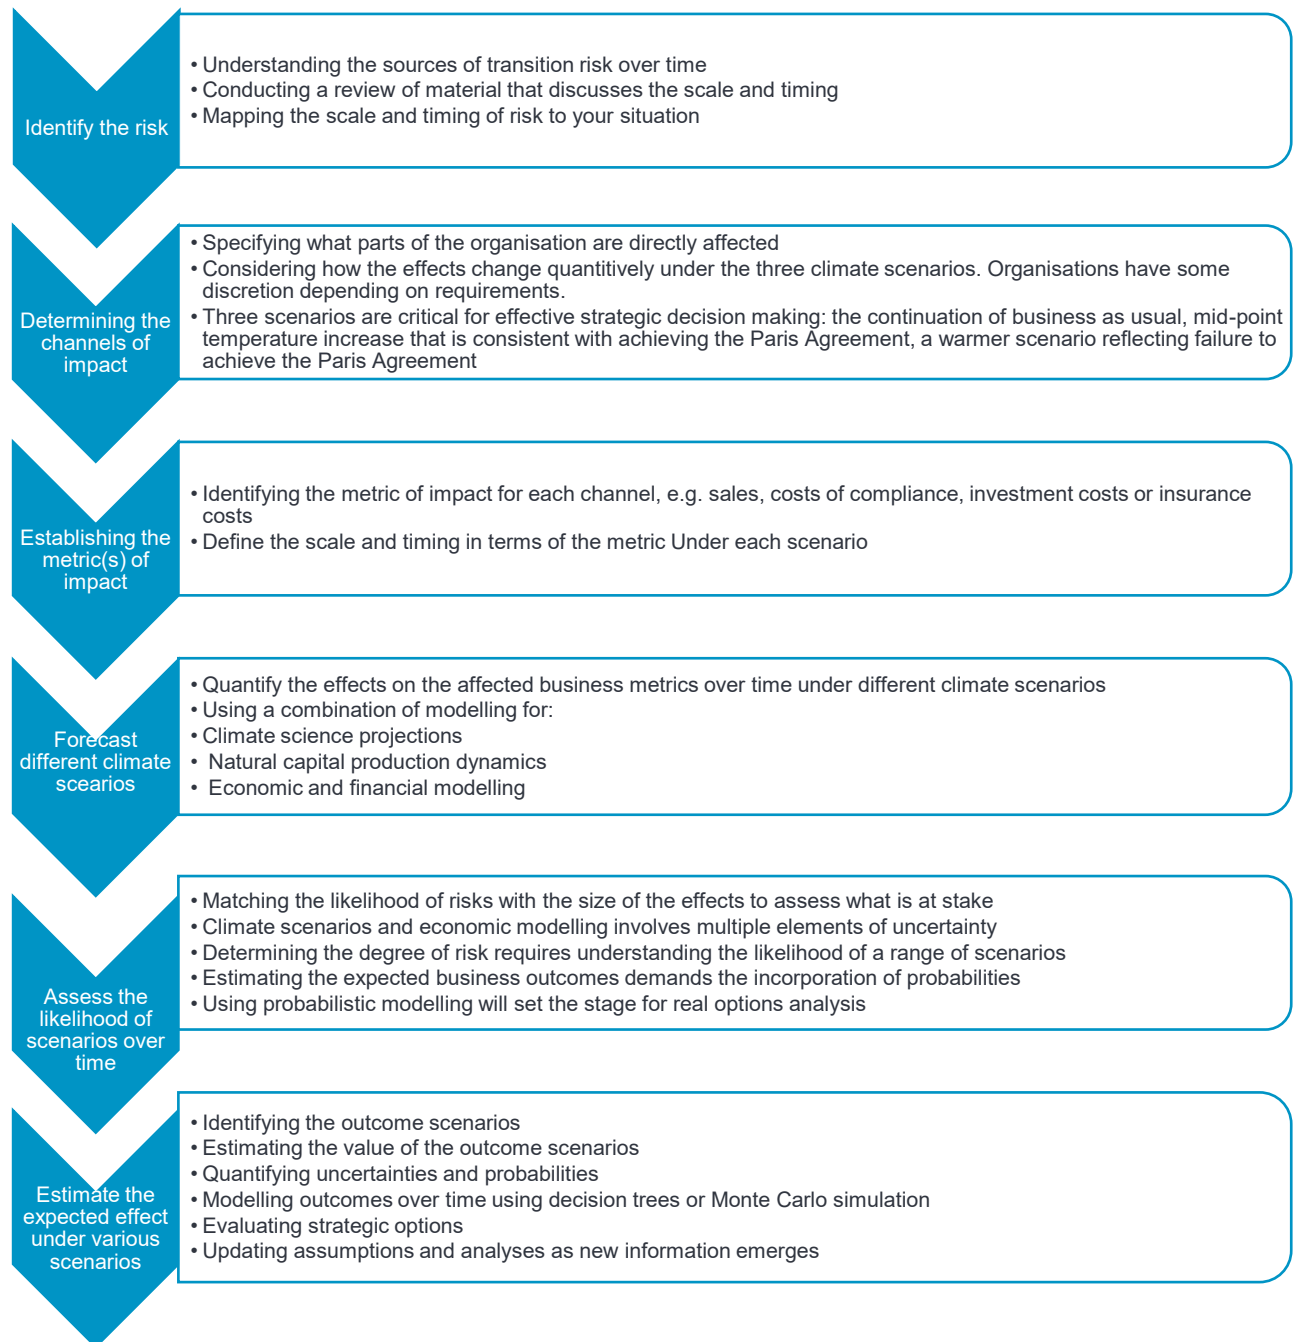 Identify the risk
• Understanding the sources of transition risk over time
• Conducting a review of material that discusses the scale and timing
• Mapping the scale and timing of risk to your situation
Determining the
channels of
impact
• Specifying what parts of the organisation are directly affected
• Considering how the effects change quantitively under the three climate scenarios. Organisations have some
discretion depending on requirements.
• Three scenarios are critical for effective strategic decision making: the continuation of business as usual, mid-point
temperature increase that is consistent with achieving the Paris Agreement, a warmer scenario reflecting failure to
achieve the Paris Agreement
Establishing the
metric(s) of
impact
• Identifying the metric of impact for each channel, e.g. sales, costs of compliance, investment costs or insurance
costs
• Define the scale and timing in terms of the metric Under each scenario
Forecast
different climate
scearios
• Quantify the effects on the affected business metrics over time under different climate scenarios
• Using a combination of modelling for:
• Climate science projections
• Natural capital production dynamics
• Economic and financial modelling
Assess the
likelihood of
scenarios over
time
• Matching the likelihood of risks with the size of the effects to assess what is at stake
• Climate scenarios and economic modelling involves multiple elements of uncertainty
• Determining the degree of risk requires understanding the likelihood of a range of scenarios
• Estimating the expected business outcomes demands the incorporation of probabilities
• Using probabilistic modelling will set the stage for real options analysis
Estimate the
expected effect
under various
scenarios
• Identifying the outcome scenarios
• Estimating the value of the outcome scenarios
• Quantifying uncertainties and probabilities
• Modelling outcomes over time using decision trees or Monte Carlo simulation
• Evaluating strategic options
• Updating assumptions and analyses as new information emerges